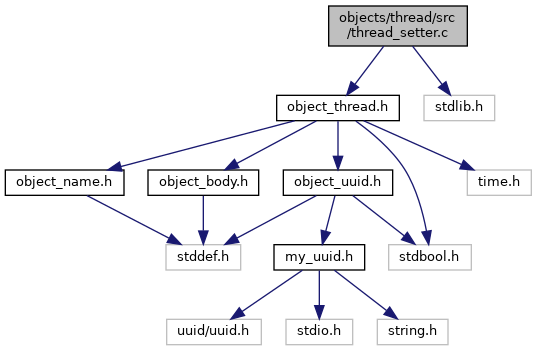 objects/thread/src
/thread_setter.c
object_thread.h
stdlib.h
object_name.h
object_body.h
object_uuid.h
time.h
stddef.h
my_uuid.h
stdbool.h
uuid/uuid.h
stdio.h
string.h